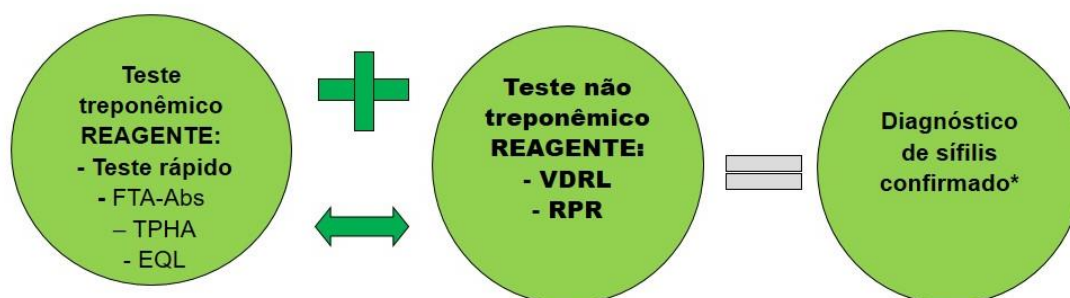 Teste
treponêmico
REAGENTE:
- Teste rápido
- FTA-Abs
– TPHA
- EQL
Teste não
treponêmico
REAGENTE:
- VDRL
- RPR
Diagnóstico
de sífilis
confirmado*